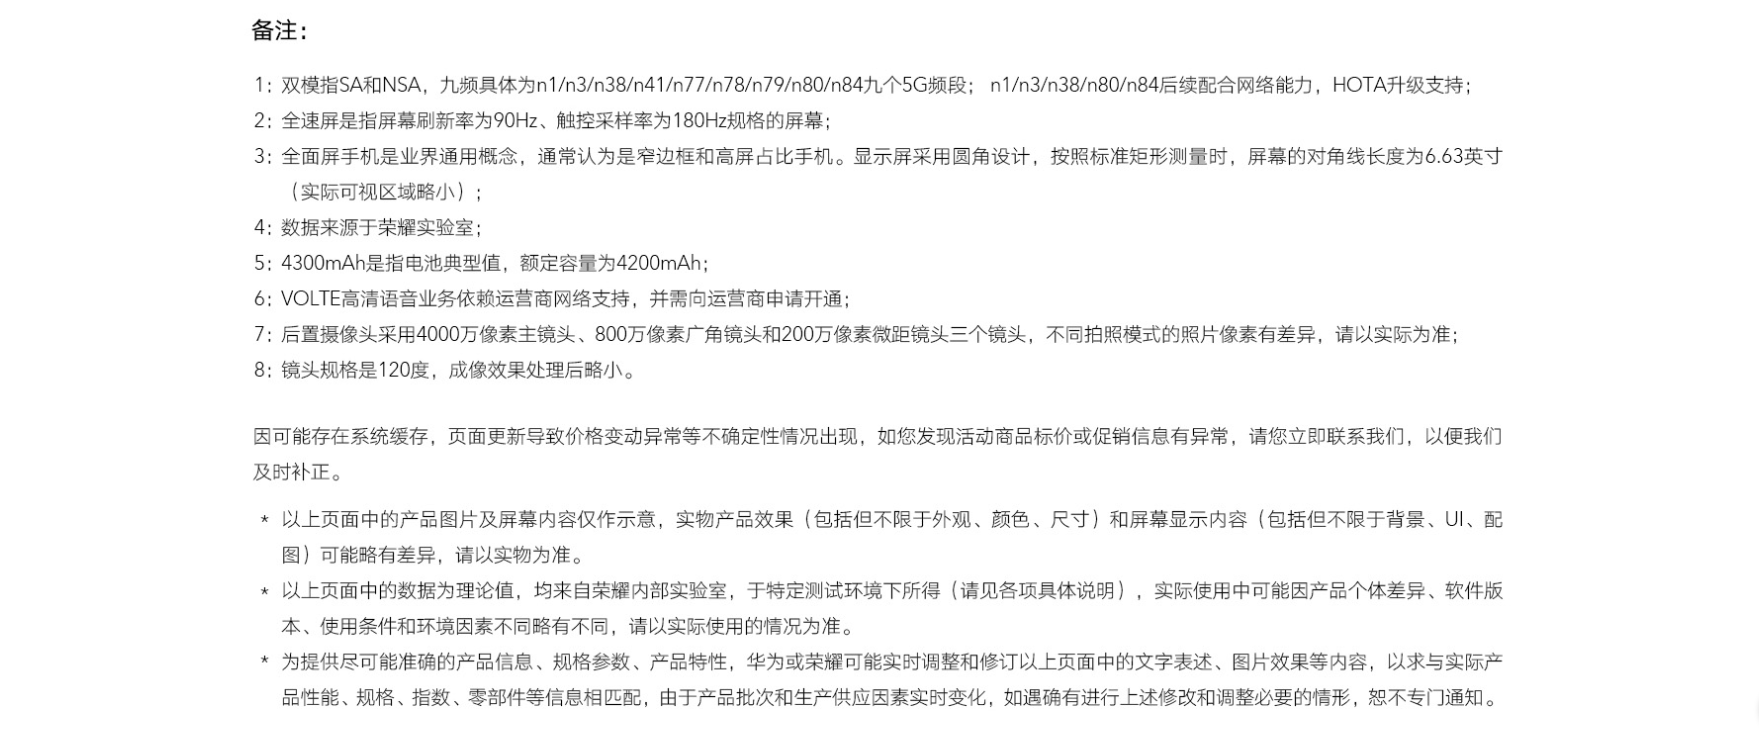 备注：
1：双模指SA和NSA，九频具体为n1/n3/n38/n41/n77/n78/n79/n80/n84九个5G频段； n1/n3/n38/n80/n84后续配合网络能力，HOTA升级支持；
2：全速屏是指屏幕刷新率为90Hz、触控采样率为180Hz规格的屏幕；
3：全面屏手机是业界通用概念，通常认为是窄边框和高屏占比手机。显示屏采用圆角设计，按照标准矩形测量时，屏幕的对角线长度为6.63英寸
（实际可视区域略小）；
4：数据来源于荣耀实验室；
5：4300mAh是指电池典型值，额定容量为4200mAh；
6：VOLTE高清语音业务依赖运营商网络支持，并需向运营商申请开通；
7：后置摄像头采用4000万像素主镜头、800万像素广角镜头和200万像素微距镜头三个镜头，不同拍照模式的照片像素有差异，请以实际为准；
8：镜头规格是120度，成像效果处理后略小。
因可能存在系统缓存，页面更新导致价格变动异常等不确定性情况出现，如您发现活动商品标价或促销信息有异常，请您立即联系我们，以便我们
及时补正。
* 以上页面中的产品图片及屏幕内容仅作示意，实物产品效果（包括但不限于外观、颜色、尺寸）和屏幕显示内容（包括但不限于背景、UI、配
图）可能略有差异，请以实物为准。
* 以上页面中的数据为理论值，均来自荣耀内部实验室，于特定测试环境下所得（请见各项具体说明），实际使用中可能因产品个体差异、软件版
本、使用条件和环境因素不同略有不同，请以实际使用的情况为准。
* 为提供尽可能准确的产品信息、规格参数、产品特性，华为或荣耀可能实时调整和修订以上页面中的文字表述、图片效果等内容，以求与实际产
品性能、规格、指数、零部件等信息相匹配，由于产品批次和生产供应因素实时变化，如遇确有进行上述修改和调整必要的情形，恕不专门通知。